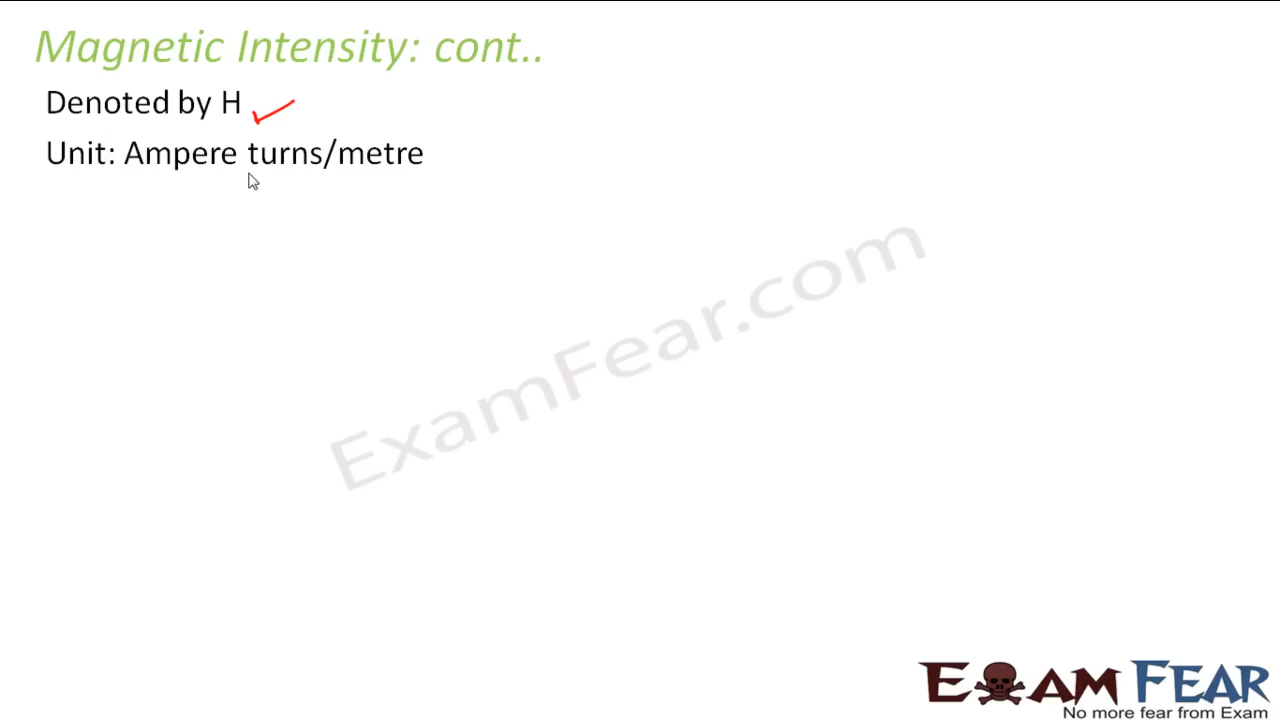 Magnetic Intensity: cont..
Denoted by H
Unit: Ampere turns/metre
ExamFear.com
EXAM FEAR
No more fear from Exam